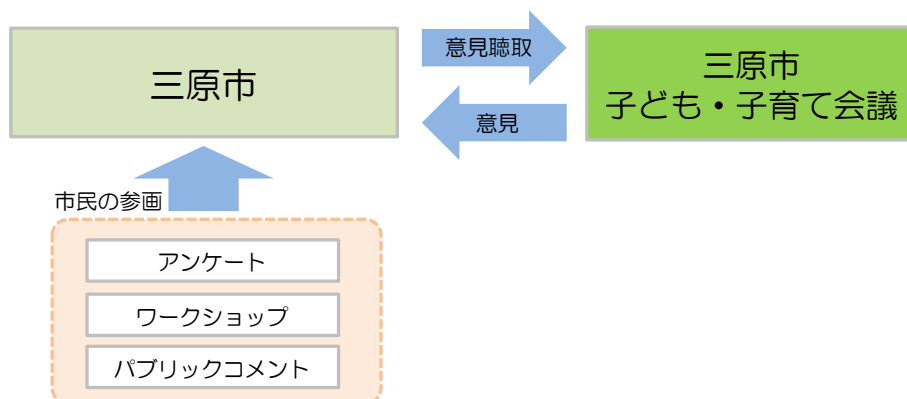 三原市
意見聴取
意見
三原市
子ども・子育て会議
市民の参画
アンケート
ワークショップ
パブリックコメント